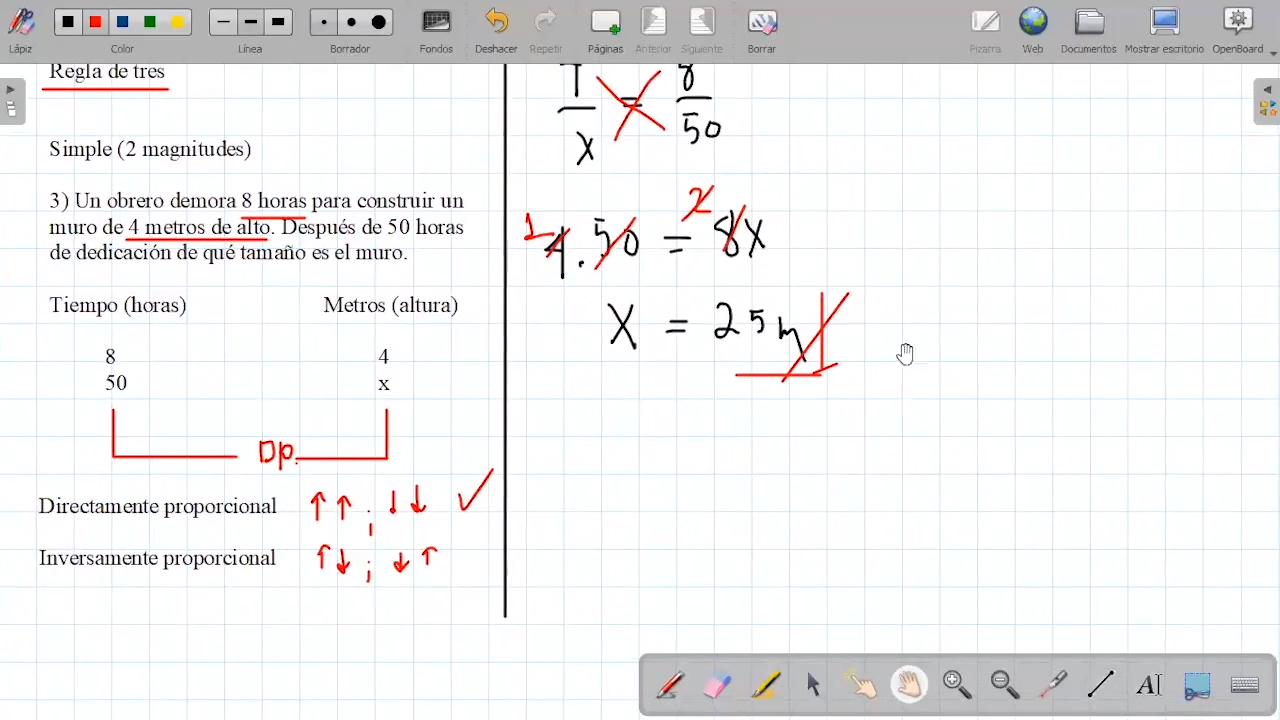 Lápiz
Color
Línea
Borrador
Fondos
Deshacer
Repetir
Páginas
Anterior
Siguiente
Borrar
Pizarra
Web
Documentos
Mostrar escritorio
OpenBoard
Regla de tres
Simple (2 magnitudes)
3) Un obrero demora 8 horas para construir un
muro de 4 metros de alto. Después de 50 horas
de dedicación de qué tamaño es el muro.
Tiempo (horas) Metros (altura)
8 4
50 x
Dp.
Directamente proporcional ↑ ↑ ; ↓ ↓ ✓
Inversamente proporcional ↑ ↓ ; ↓ ↑
= 8
x 50
1 2
4 . 50 = 8x
x = 25 m
AI